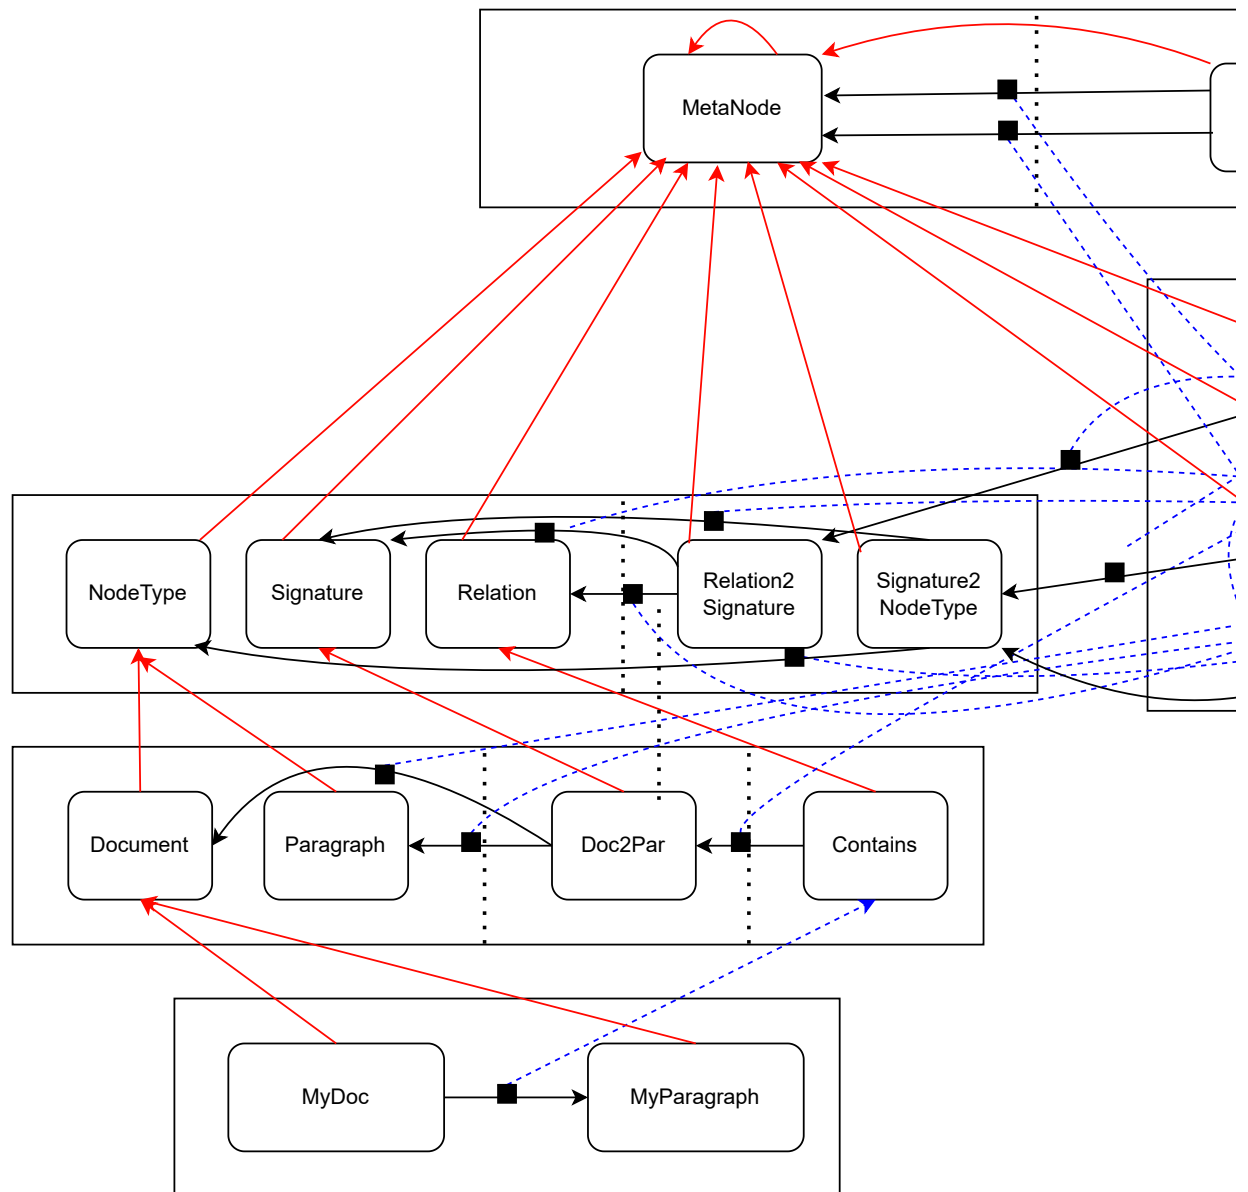 MetaNode
NodeType
Signature
Relation
Relation2
Signature
Signature2
NodeType
Document
Paragraph
Doc2Par
Contains
MyDoc
MyParagraph